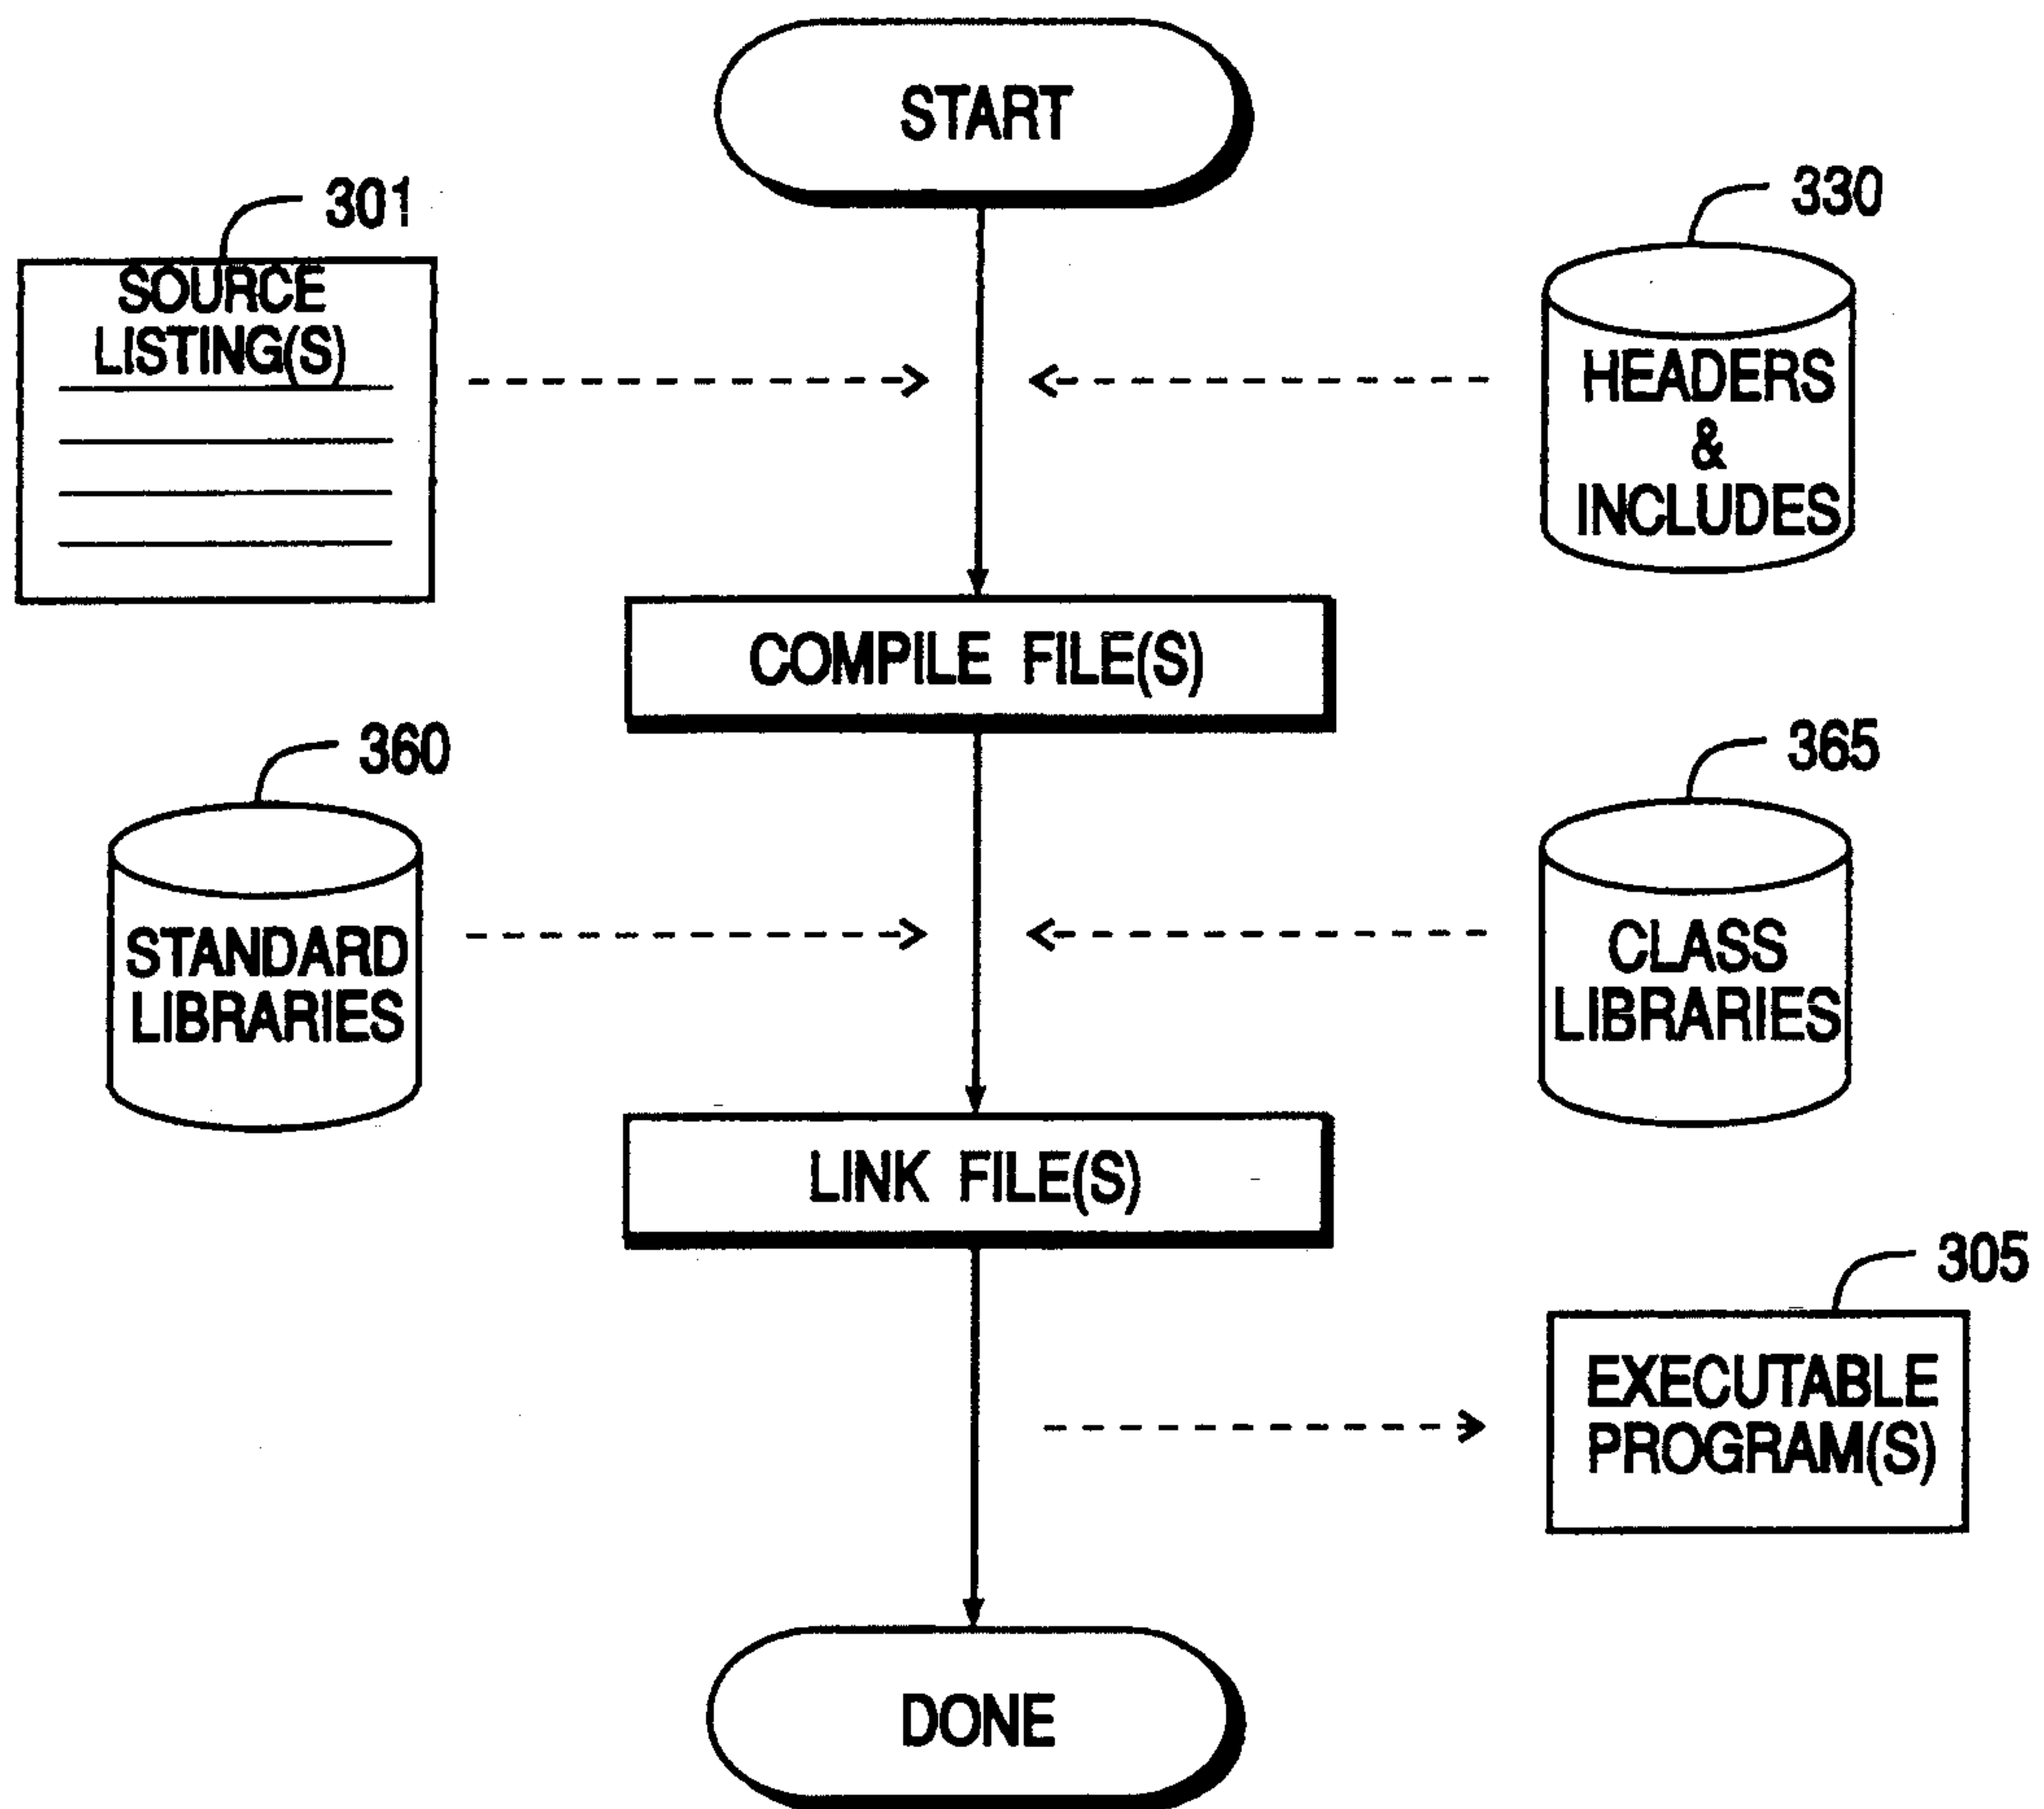 START
301
330
SOURCE
LISTING(S)
HEADERS
&
INCLUDES
COMPILE FILE(S)
360
365
STANDARD
LIBRARIES
CLASS
LIBRARIES
LINK FILE(S)
305
EXECUTABLE
PROGRAM(S)
DONE